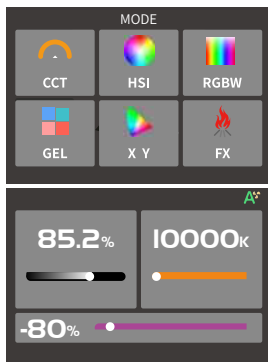 MODE
CCT HSI RGBW
GEL X Y FX
A
85.2% 10000K
-80%